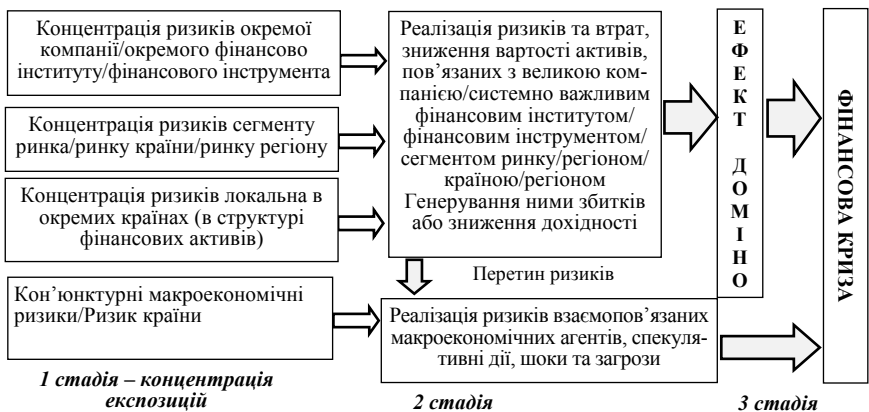 Концентрація ризиків окремої
компанії/окремого фінансово
інституту/фінансового інструмента
Концентрація ризиків сегменту
ринка/ринку країни/ринку регіону
Концентрація ризиків локальна в
окремих країнах (в структурі
фінансових активів)
Кон’юнктурні макроекономічні
ризики/Ризик країни
1 стадія – концентрація
експозицій
Реалізація ризиків та втрат,
зниження вартості активів,
пов’язаних з великою ком-
панією/системно важливим
фінансовим інститутом/
фінансовим інструментом/
сегментом ринку/регіоном/
країною/регіоном
Генерування ними збитків
або зниження дохідності
Перетин ризиків
Реалізація ризиків взаємопов’язаних
макроекономічних агентів, спекуля-
тивні дії, шоки та загрози
2 стадія
ЕФЕКТ ДОМІНО
ФІНАНСОВА КРИЗА
3 стадія